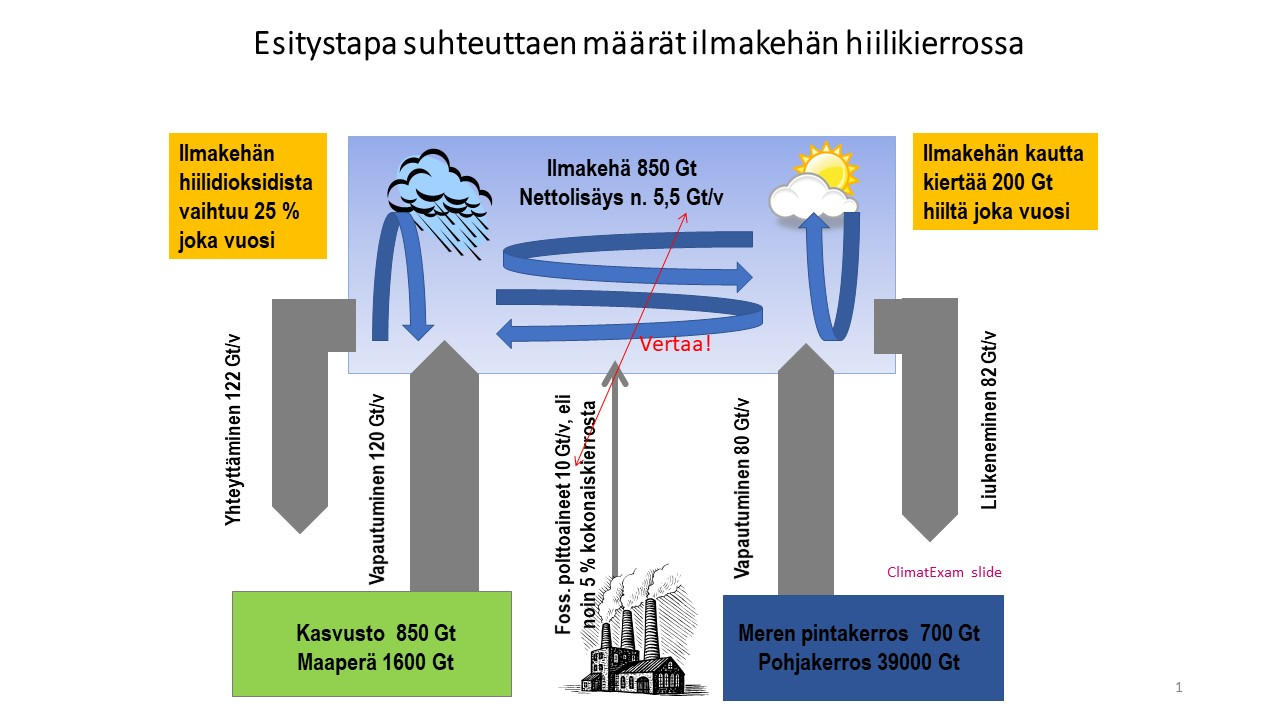 Esitystapa suhteuttaen määrät ilmakehän hiilikierrossa
Ilmakehän
hiilidioksidista
vaihtuu 25 %
joka vuosi
Ilmakehä 850 Gt
Nettolisäys n. 5,5 Gt/v
Ilmakehän kautta
kiertää 200 Gt
hiiltä joka vuosi
Vertaa!
Yhteyttäminen 122 Gt/v
Vapautuminen 120 Gt/v
Foss. polttoaineet 10 Gt/v, eli
noin 5 % kokonaiskierrosta
Vapautuminen 80 Gt/v
Liukeneminen 82 Gt/v
ClimatExam slide
Kasvusto 850 Gt
Maaperä 1600 Gt
Meren pintakerros 700 Gt
Pohjakerros 39000 Gt
1